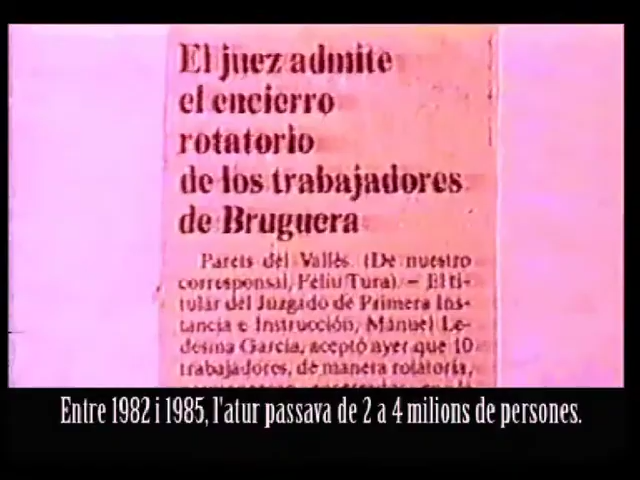 El juez admite
el encierro
rotatorio
de los trabajadores
de Bruguera
Parets del Vallés. (De nuestro
corresponsal, Feliu Tura). — El ti-
tular del Juzgado de Primera Ins-
tancia e Instrucción, Manuel Le-
desma García, aceptó ayer que 10
trabajadores, de manera rotatoria,
Entre 1982 i 1985, l'atur passava de 2 a 4 milions de persones.